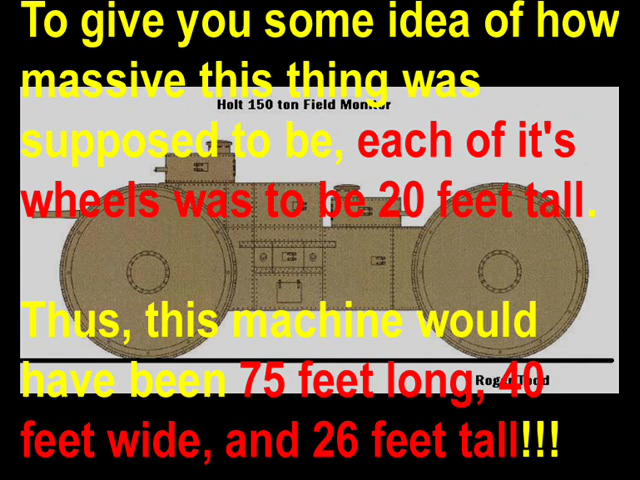 To give you some idea of how
massive this thing was
Holt 150 ton Field Monitor
supposed to be, each of it's
wheels was to be 20 feet tall.
Thus, this machine would
have been 75 feet long, 40
Roger Todd
feet wide, and 26 feet tall!!!